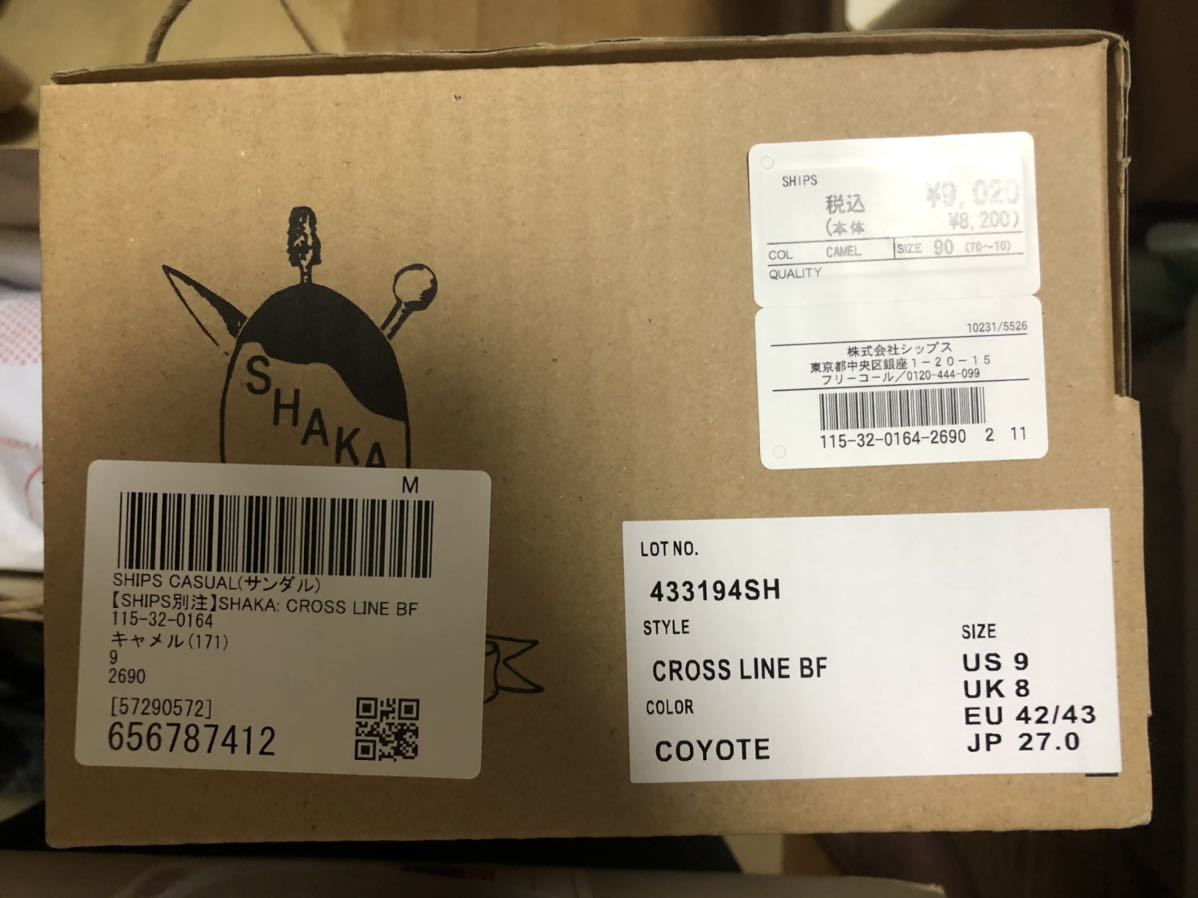 SHAKA
SHIPS
税込 ¥9,020
(本体 ¥8,200)
COL CAMEL SIZE 90 (70~10)
QUALITY
10231/5526
株式会社シップス
東京都中央区銀座1-20-15
フリーコール/0120-444-099
115-32-0164-2690 2 11
M
SHIPS CASUAL(サンダル)
【SHIPS別注】SHAKA: CROSS LINE BF
115-32-0164
キャメル(171)
9
2690
[57290572]
656787412
LOT NO.
433194SH
STYLE
CROSS LINE BF
COLOR
COYOTE
SIZE
US 9
UK 8
EU 42/43
JP 27.0